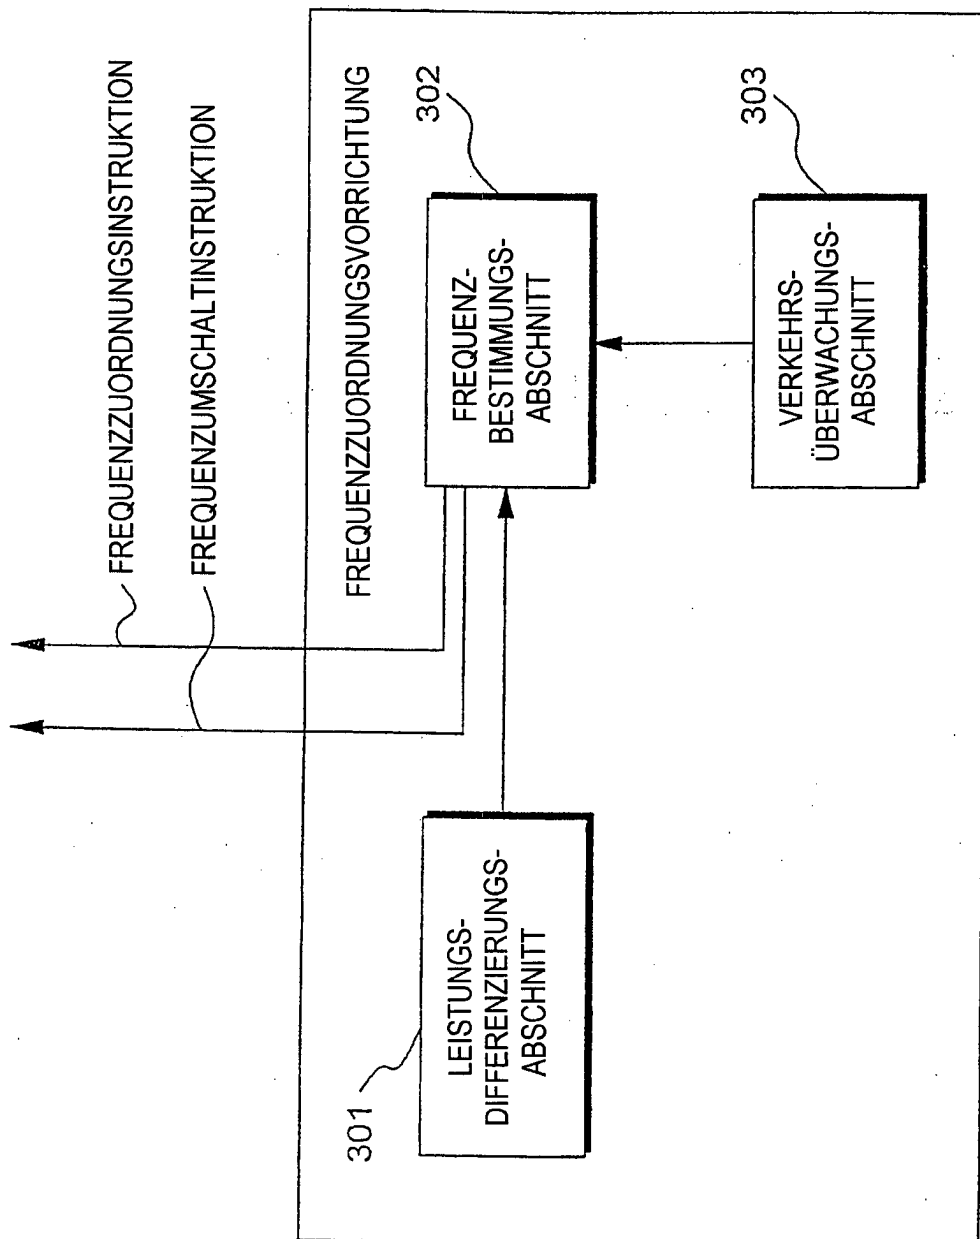 FREQUENZZUORDNUNGSINSTRUKTION
FREQUENZUMSCHALTINSTRUKTION
FREQUENZZUORDNUNGSVORRICHTUNG
301
LEISTUNGS-
DIFFERENZIERUNGS-
ABSCHNITT
302
FREQUENZ-
BESTIMMUNGS-
ABSCHNITT
303
VERKEHRS-
ÜBERWACHUNGS-
ABSCHNITT